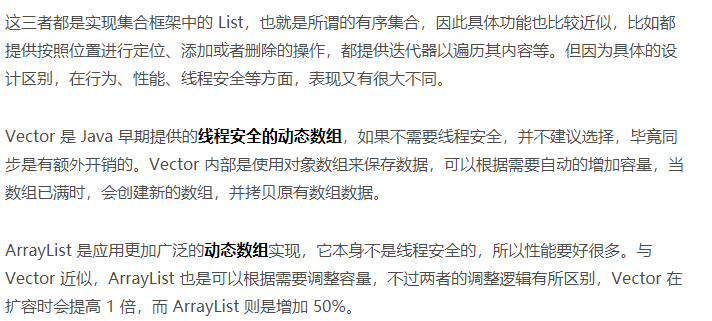 这三者都是实现集合框架中的 List，也就是所谓的有序集合，因此具体功能也比较近似，比如都
提供按照位置进行定位、添加或者删除的操作，都提供迭代器以遍历其内容等。但因为具体的设
计区别，在行为、性能、线程安全等方面，表现又有很大不同。
Vector 是 Java 早期提供的线程安全的动态数组，如果不需要线程安全，并不建议选择，毕竟同
步是有额外开销的。Vector 内部是使用对象数组来保存数据，可以根据需要自动的增加容量，当
数组已满时，会创建新的数组，并拷贝原有数组数据。
ArrayList 是应用更加广泛的动态数组实现，它本身不是线程安全的，所以性能要好很多。与
Vector 近似，ArrayList 也是可以根据需要调整容量，不过两者的调整逻辑有所区别，Vector 在
扩容时会提高 1 倍，而 ArrayList 则是增加 50%。